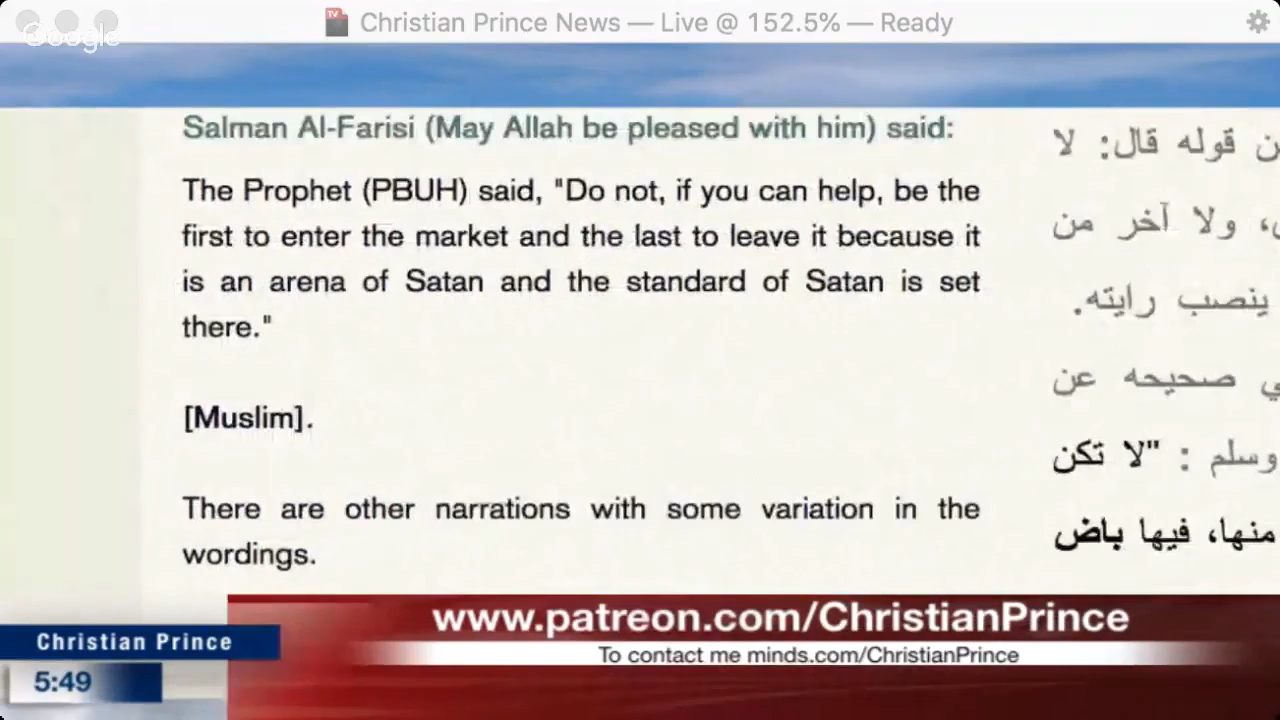 Christian Prince News — Live @ 152.5% — Ready
Google
TV
Salman Al-Farisi (May Allah be pleased with him) said:
The Prophet (PBUH) said, "Do not, if you can help, be the
first to enter the market and the last to leave it because it
is an arena of Satan and the standard of Satan is set
there."
[Muslim].
There are other narrations with some variation in the
wordings.
ن قوله قال: لا
، ولا آخر من
ينصب رايته.
ي صحيحه عن
وسلم : "لا تكن
منها، فيها باض
www.patreon.com/ChristianPrince
To contact me minds.com/ChristianPrince
Christian Prince
5:49